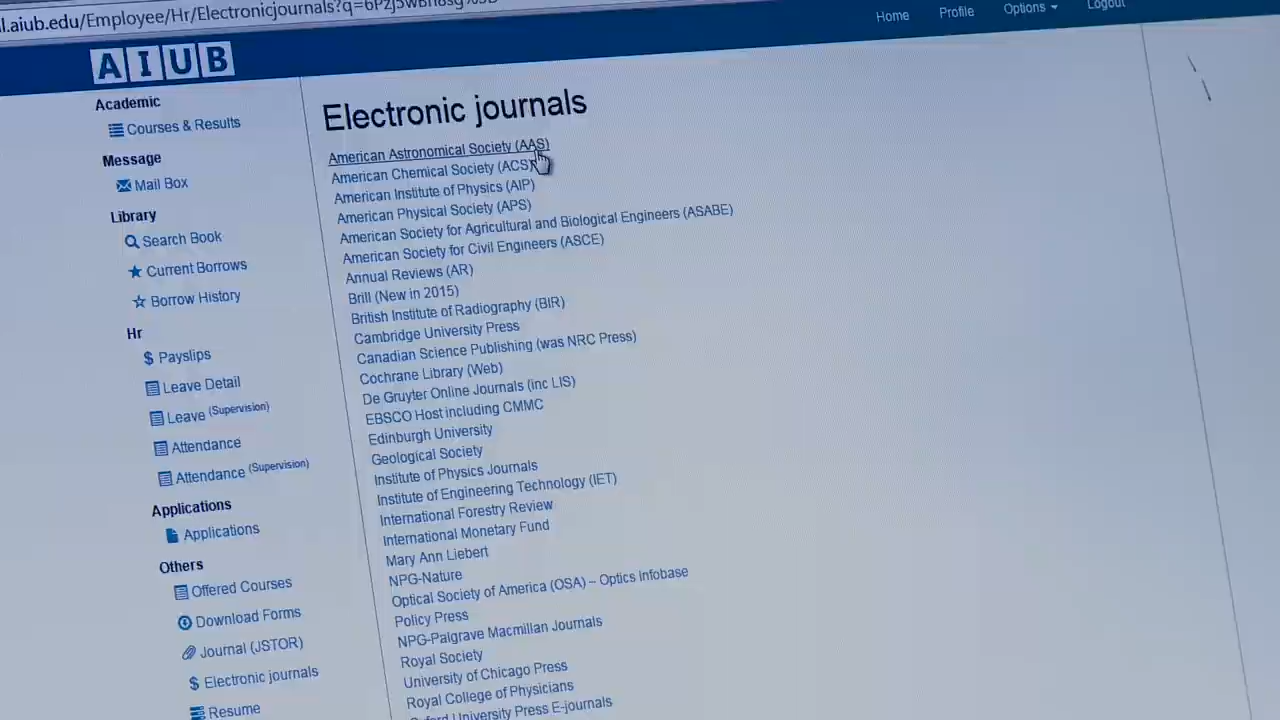 l.aiub.edu/Employee/Hr/Electronicjournals?q=
Home Profile Options Logout
AIUB
Academic
Courses & Results
Message
Mail Box
Library
Search Book
Current Borrows
Borrow History
Hr
$ Payslips
Leave Detail
Leave (Supervision)
Attendance
Attendance (Supervision)
Applications
Applications
Others
Offered Courses
Download Forms
Journal (JSTOR)
$ Electronic journals
Resume
Electronic journals
American Astronomical Society (AAS)
American Chemical Society (ACS)
American Institute of Physics (AIP)
American Physical Society (APS)
American Society for Agricultural and Biological Engineers (ASABE)
American Society for Civil Engineers (ASCE)
Annual Reviews (AR)
Brill (New in 2015)
British Institute of Radiography (BIR)
Cambridge University Press
Canadian Science Publishing (was NRC Press)
Cochrane Library (Web)
De Gruyter Online Journals (inc LIS)
EBSCO Host including CMMC
Edinburgh University
Geological Society
Institute of Physics Journals
Institute of Engineering Technology (IET)
International Forestry Review
International Monetary Fund
Mary Ann Liebert
NPG-Nature
Optical Society of America (OSA) – Optics Infobase
Policy Press
NPG-Palgrave Macmillan Journals
Royal Society
University of Chicago Press
Royal College of Physicians
Oxford University Press E-journals